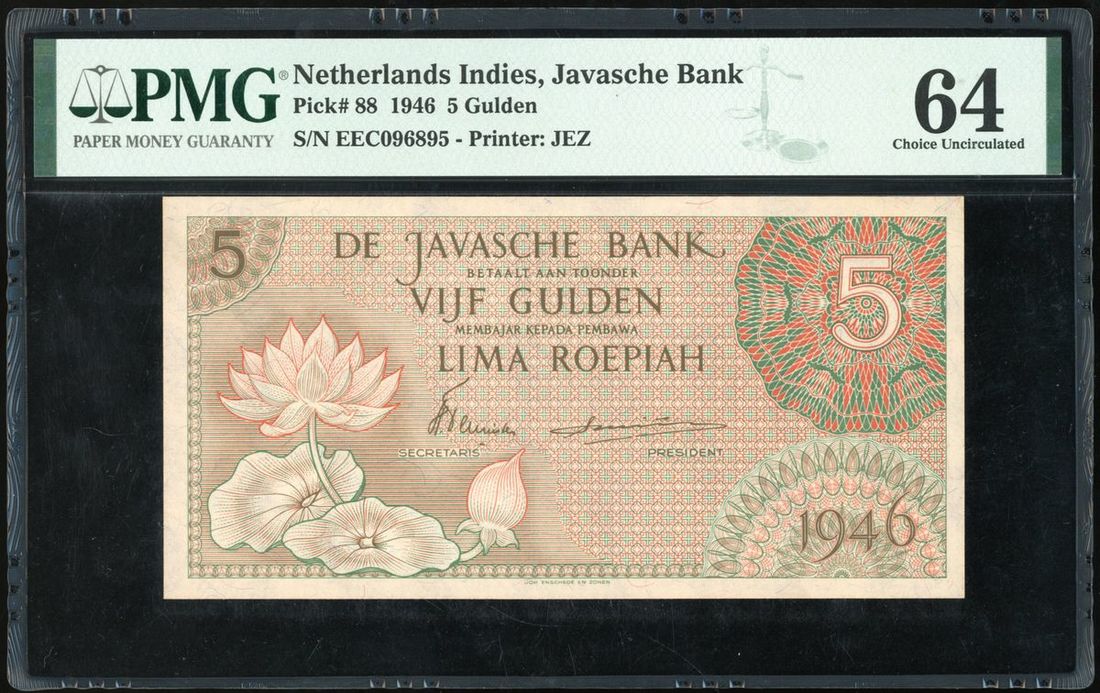 PMG®
PAPER MONEY GUARANTY
Netherlands Indies, Javasche Bank
Pick# 88 1946 5 Gulden
S/N EEC096895 - Printer: JEZ
64
Choice Uncirculated
5
DE JAVASCHE BANK
BETAALT AAN TOONDER
VIJF GULDEN
MEMBAJAR KEPADA PEMBAWA
LIMA ROEPIAH
5
SECRETARIS
PRESIDENT
1946
JOH. ENSCHEDÉ EN ZONEN